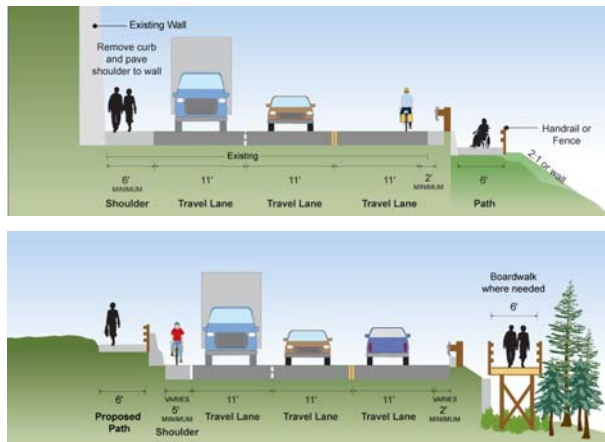 Existing Wall
Remove curb
and pave
shoulder to wall
Handrail or
Fence
2:1 or wall
Existing
6' 11' 11' 11' 2' 6'
MINIMUM MINIMUM
Shoulder Travel Lane Travel Lane Travel Lane Path
Boardwalk
where needed
6'
6' VARIES 11' 11' 11' VARIES
5' 2'
Proposed MINIMUM Travel Lane Travel Lane Travel Lane MINIMUM
Path Shoulder